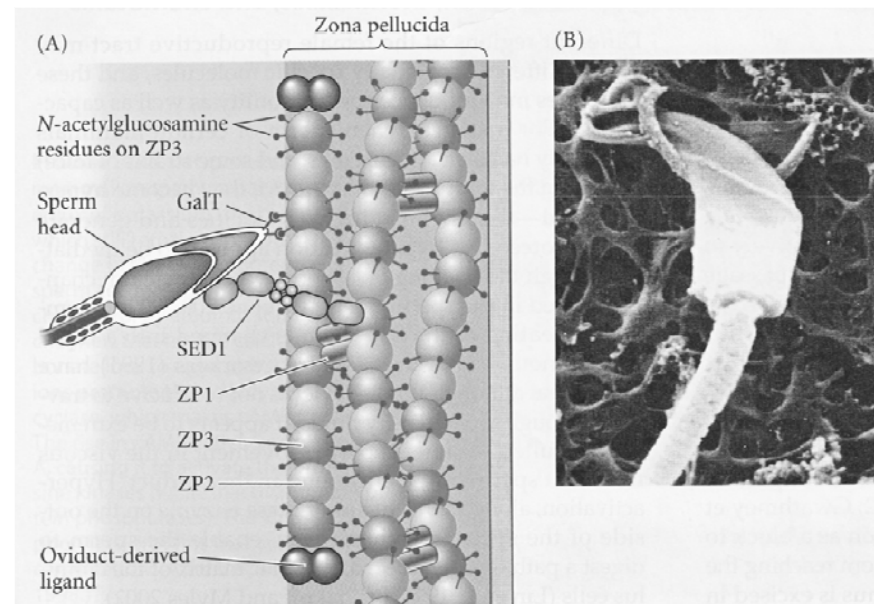 Zona pellucida
(A)
(B)
N-acetylglucosamine
residues on ZP3
GalT
Sperm
head
SED1
ZP1
ZP3
ZP2
Oviduct-derived
ligand